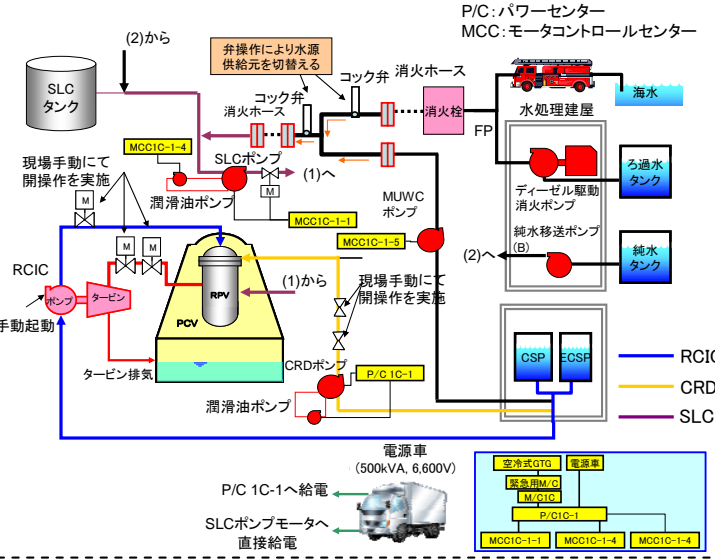 P/C：パワーセンター
MCC：モータコントロールセンター
(2)から
弁操作により水源
供給元を切替える
コック弁
消火ホース
SLC
タンク
コック弁
消火ホース
消火栓
FP
海水
水処理建屋
MCC1C-1-4
SLCポンプ
(1)へ
ディーゼル駆動
消火ポンプ
ろ過水
タンク
現場手動にて
開操作を実施
潤滑油ポンプ
M
MCC1C-1-1
MUWC
ポンプ
M
MCC1C-1-5
純水移送ポンプ
(B)
(2)へ
純水
タンク
M
M
RCIC
ポンプ
タービン
手動起動
RPV
PCV
(1)から
現場手動にて
開操作を実施
タービン排気
CRDポンプ
P/C 1C-1
潤滑油ポンプ
CSP
ECSP
RCIC
CRD
SLC
電源車
(500kVA, 6,600V)
P/C 1C-1へ給電
SLCポンプモータへ
直接給電
空冷式GTG
電源車
緊急用M/C
M/C1C
P/C1C-1
MCC1C-1-1
MCC1C-1-4
MCC1C-1-4